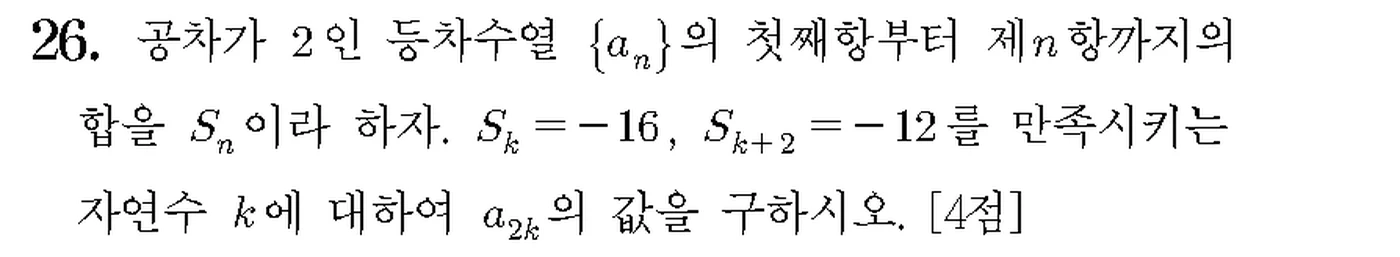 26. 공차가 2인 등차수열 {aₙ}의 첫째항부터 제n항까지의
합을 Sₙ이라 하자. Sₖ=-16, Sₖ₊₂=-12를 만족시키는
자연수 k에 대하여 a₂ₖ의 값을 구하시오. [4점]